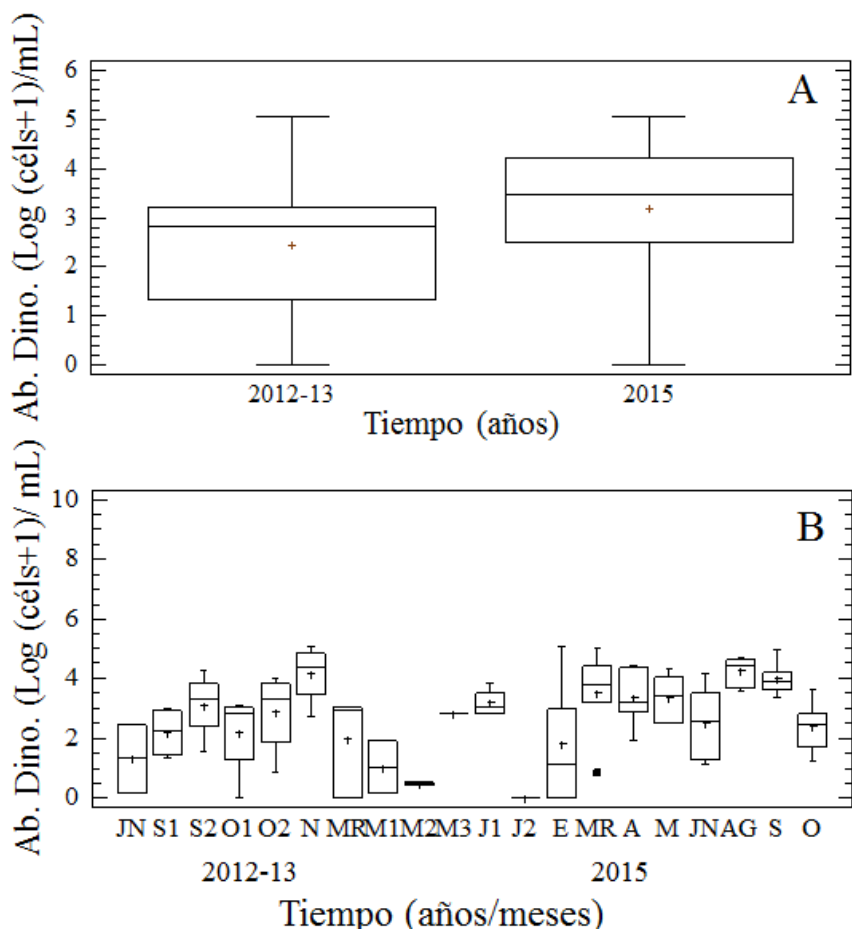 Ab. Dino. (Log (céls+1)/mL)
6
5
4
3
2
1
0
A
2012-13 2015
Tiempo (años)
Ab. Dino. (Log (céls+1)/ mL)
10
8
6
4
2
0
B
JN S1 S2 O1 O2 N MR M1 M2 M3 J1 J2 E MR A M JN AG S O
2012-13 2015
Tiempo (años/meses)